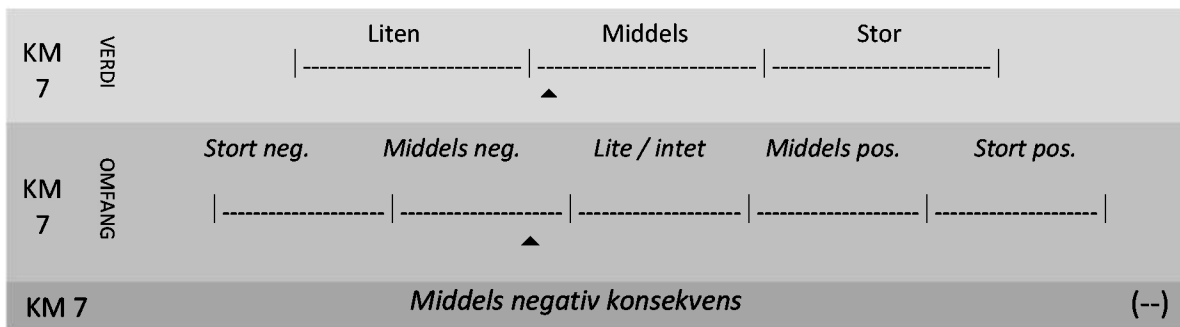 KM 7 VERDI Liten Middels Stor
|----------------------------|----------------------------|----------------------------|
KM 7 OMFANG Stort neg. Middels neg. Lite / intet Middels pos. Stort pos.
|---------------------|---------------------|---------------------|---------------------|---------------------|
KM 7 Middels negativ konsekvens (--)